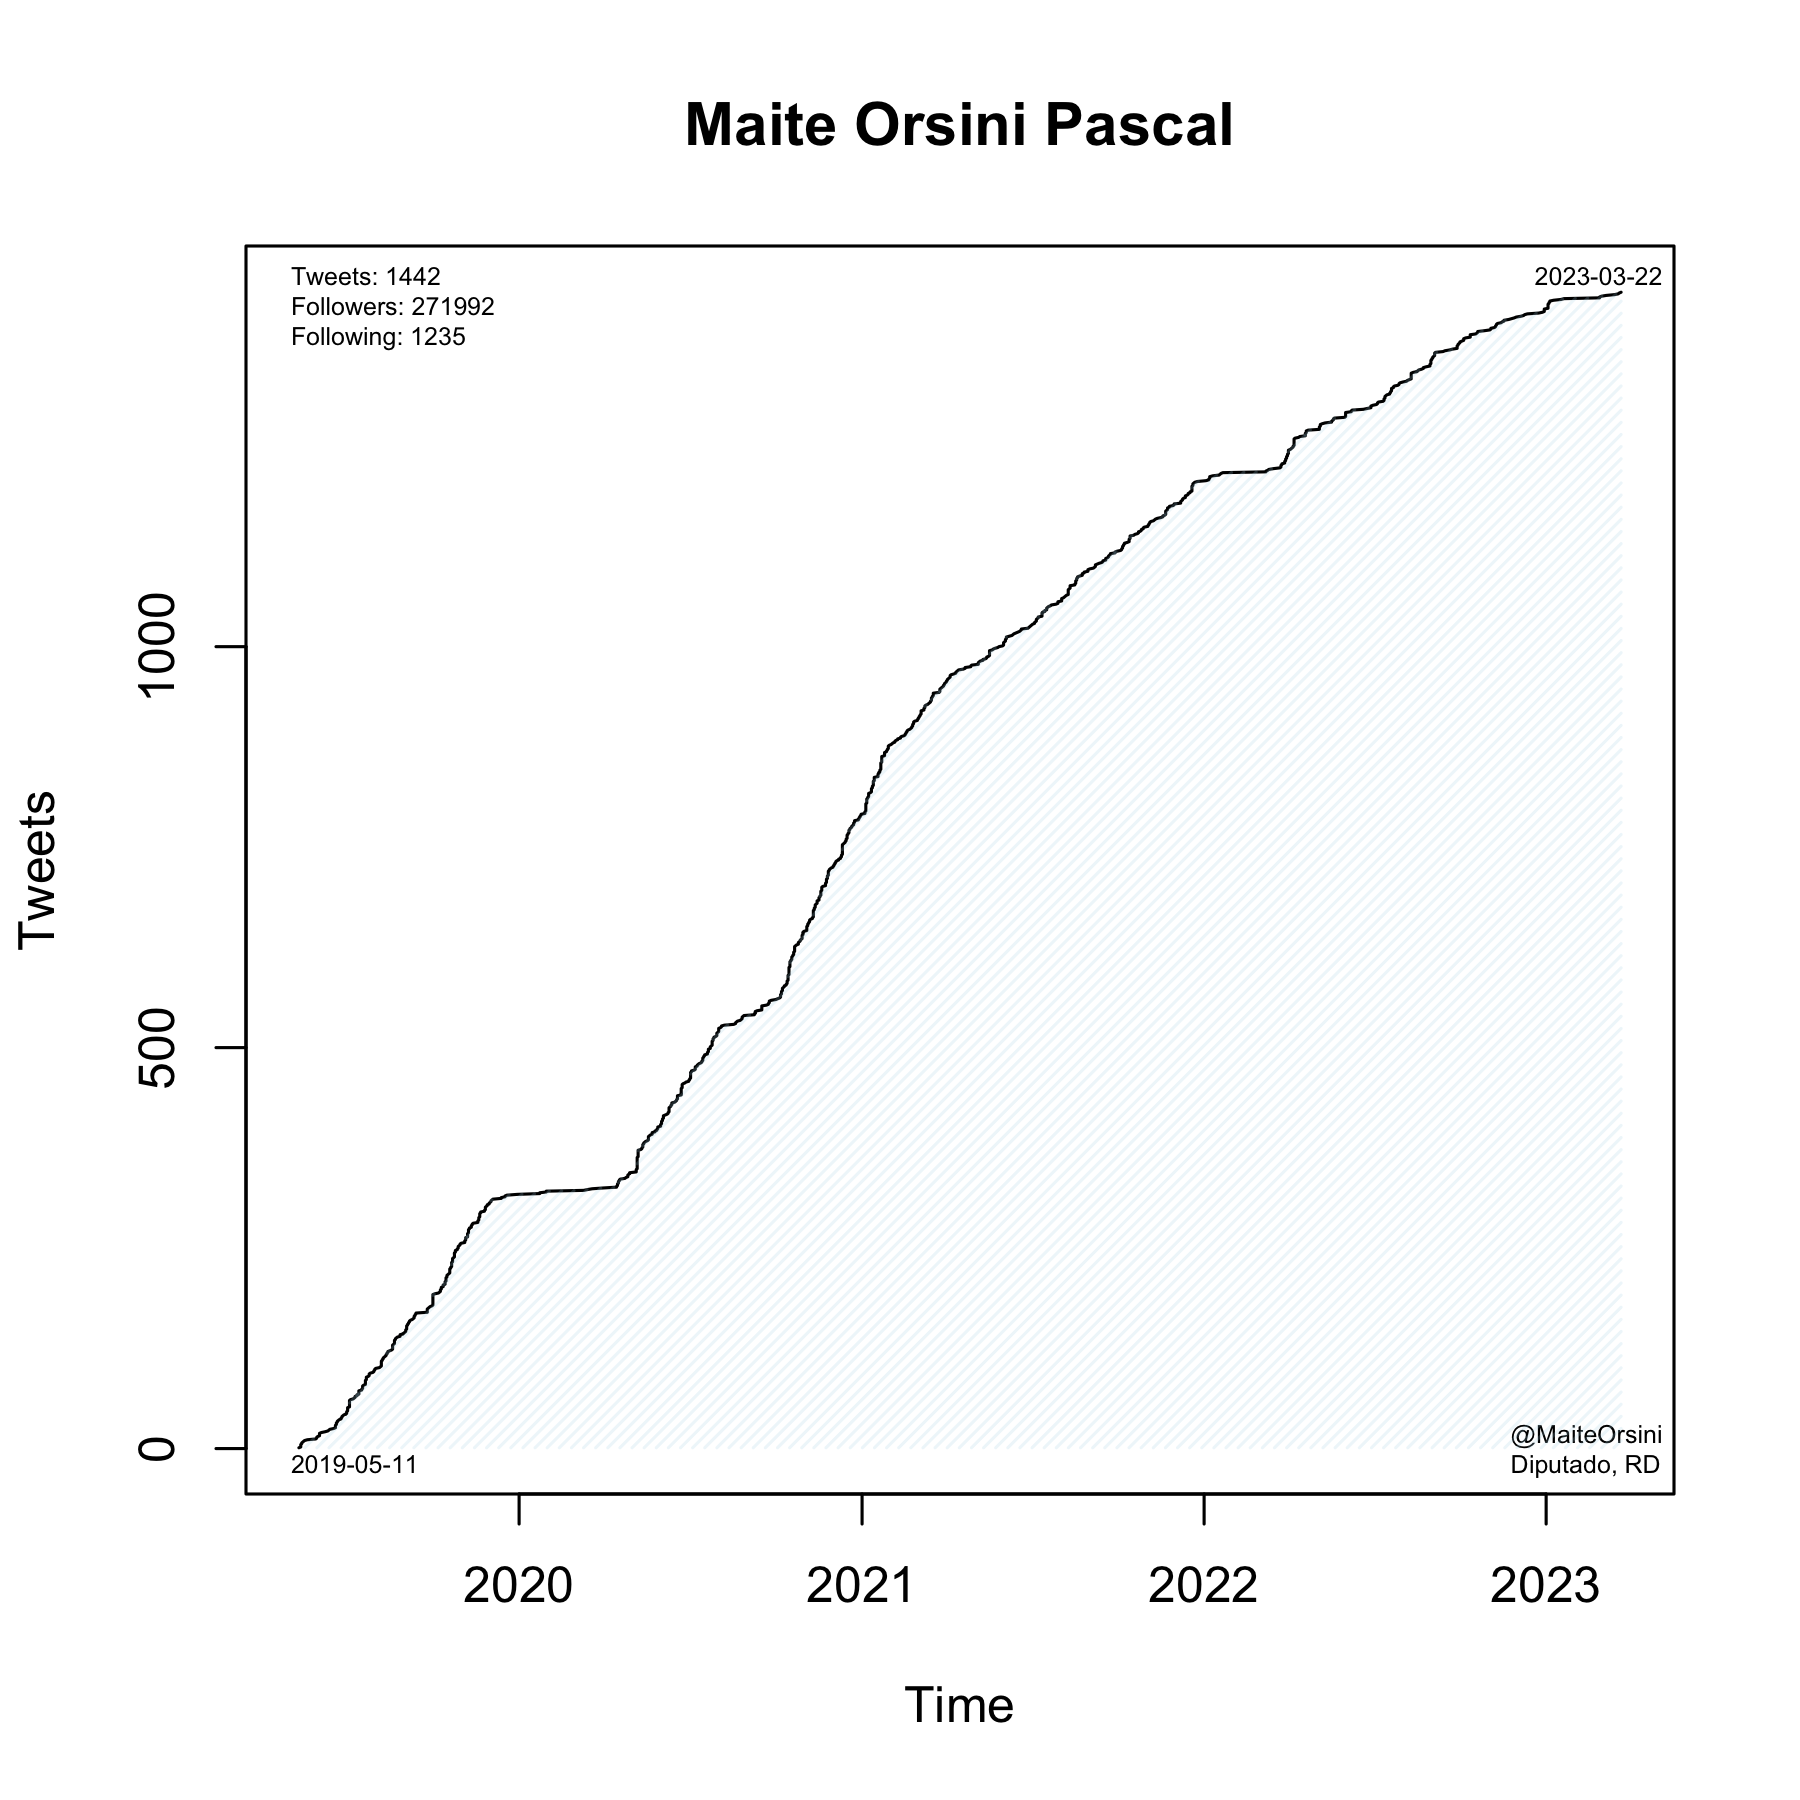 Maite Orsini Pascal
Tweets: 1442
Followers: 271992
Following: 1235
2023-03-22
Tweets
1000
500
0
2019-05-11
@MaiteOrsini
Diputado, RD
2020
2021
2022
2023
Time